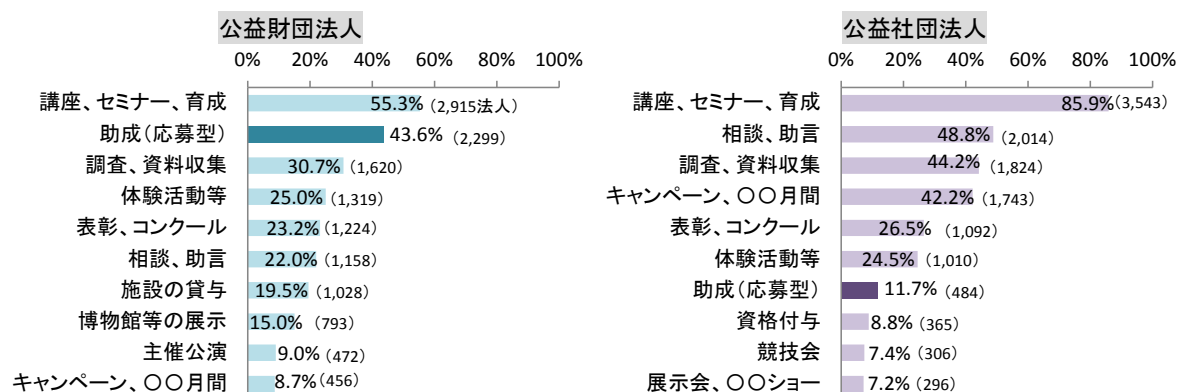 公益財団法人
0% 20% 40% 60% 80% 100%
講座、セミナー、育成 55.3% (2,915法人)
助成(応募型) 43.6% (2,299)
調査、資料収集 30.7% (1,620)
体験活動等 25.0% (1,319)
表彰、コンクール 23.2% (1,224)
相談、助言 22.0% (1,158)
施設の貸与 19.5% (1,028)
博物館等の展示 15.0% (793)
主催公演 9.0% (472)
キャンペーン、〇〇月間 8.7% (456)
公益社団法人
0% 20% 40% 60% 80% 100%
講座、セミナー、育成 85.9% (3,543)
相談、助言 48.8% (2,014)
調査、資料収集 44.2% (1,824)
キャンペーン、〇〇月間 42.2% (1,743)
表彰、コンクール 26.5% (1,092)
体験活動等 24.5% (1,010)
助成(応募型) 11.7% (484)
資格付与 8.8% (365)
競技会 7.4% (306)
展示会、〇〇ショー 7.2% (296)